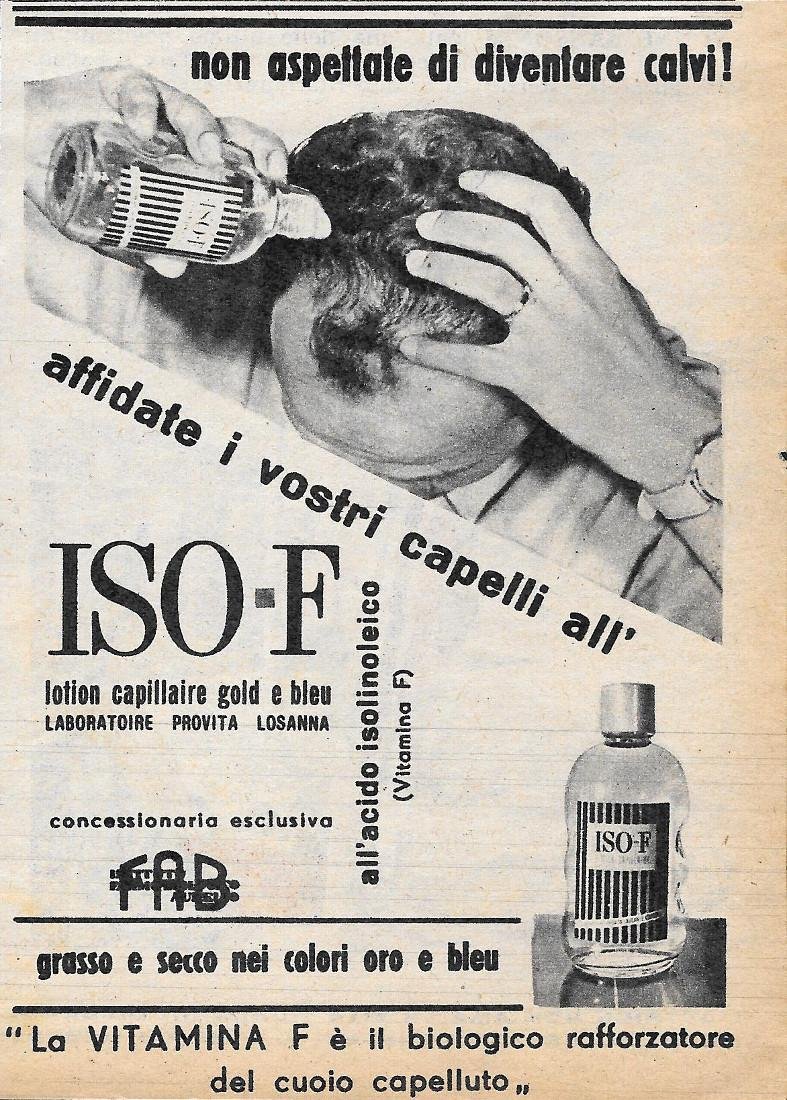 non aspettate di diventare calvi!
ISO-F
affidate i vostri capelli all'
ISO-F
lotion capillaire gold e bleu
LABORATOIRE PROVITA LOSANNA
all'acido isolinoleico
(Vitamina F)
concessionaria esclusiva
FAB
ISO-F
grasso e secco nei colori oro e bleu
"La VITAMINA F è il biologico rafforzatore
del cuoio capelluto„